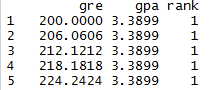 gre gpa rank
1 200.0000 3.3899 1
2 206.0606 3.3899 1
3 212.1212 3.3899 1
4 218.1818 3.3899 1
5 224.2424 3.3899 1